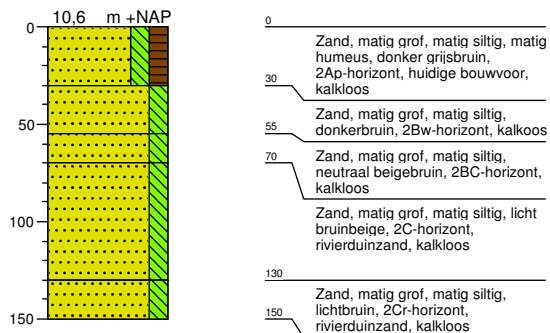 10,6 m +NAP
0
50
100
150
0
Zand, matig grof, matig siltig, matig
humeus, donker grijsbruin,
2Ap-horizont, huidige bouwvoor,
kalkloos
30
Zand, matig grof, matig siltig,
donkerbruin, 2Bw-horizont, kalkoos
55
Zand, matig grof, matig siltig,
neutraal beigebruin, 2BC-horizont,
kalkloos
70
Zand, matig grof, matig siltig, licht
bruinbeige, 2C-horizont,
rivierduinzand, kalkloos
130
Zand, matig grof, matig siltig,
lichtbruin, 2Cr-horizont,
rivierduinzand, kalkloos
150